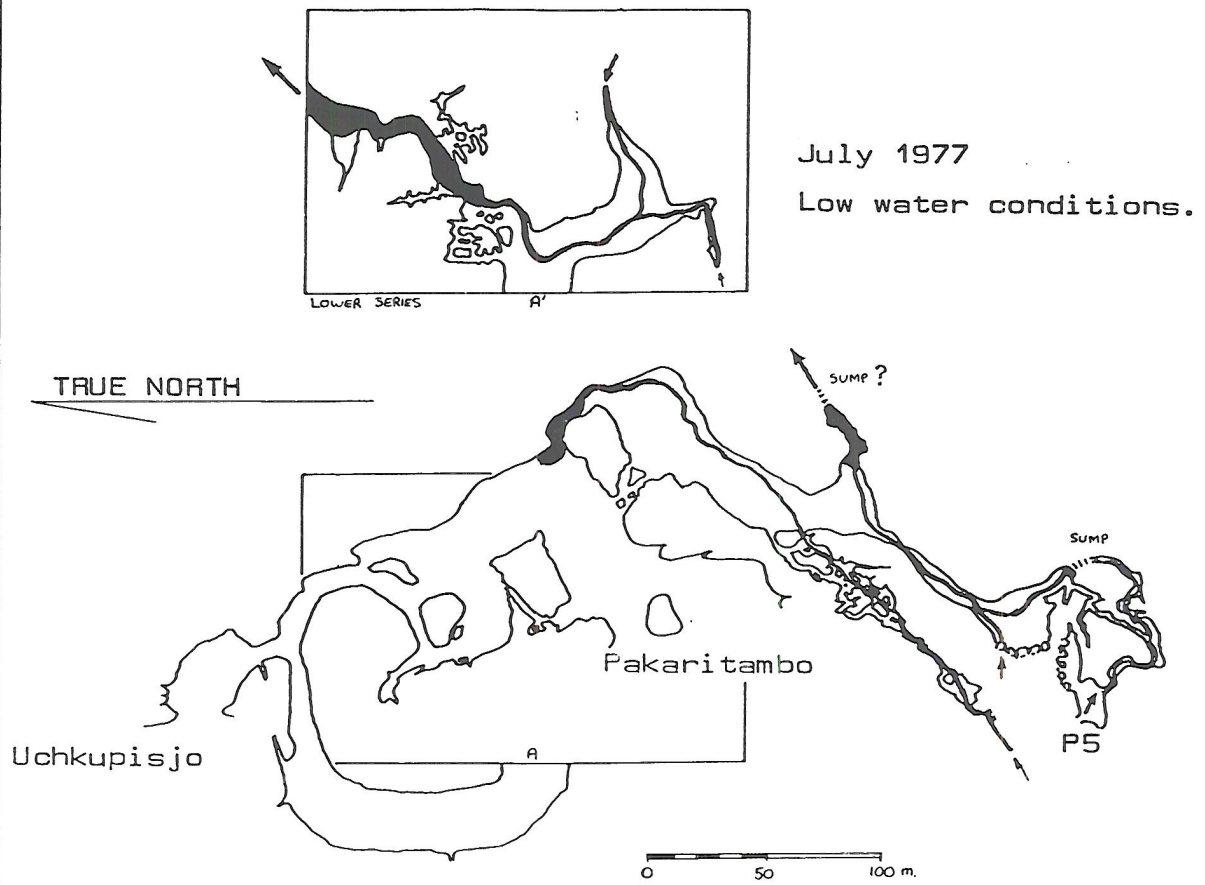 July 1977
Low water conditions.
LOWER SERIES
A'
TRUE NORTH
SUMP ?
SUMP
Pakaritambo
P5
Uchkupisjo
A
0 50 100 m.